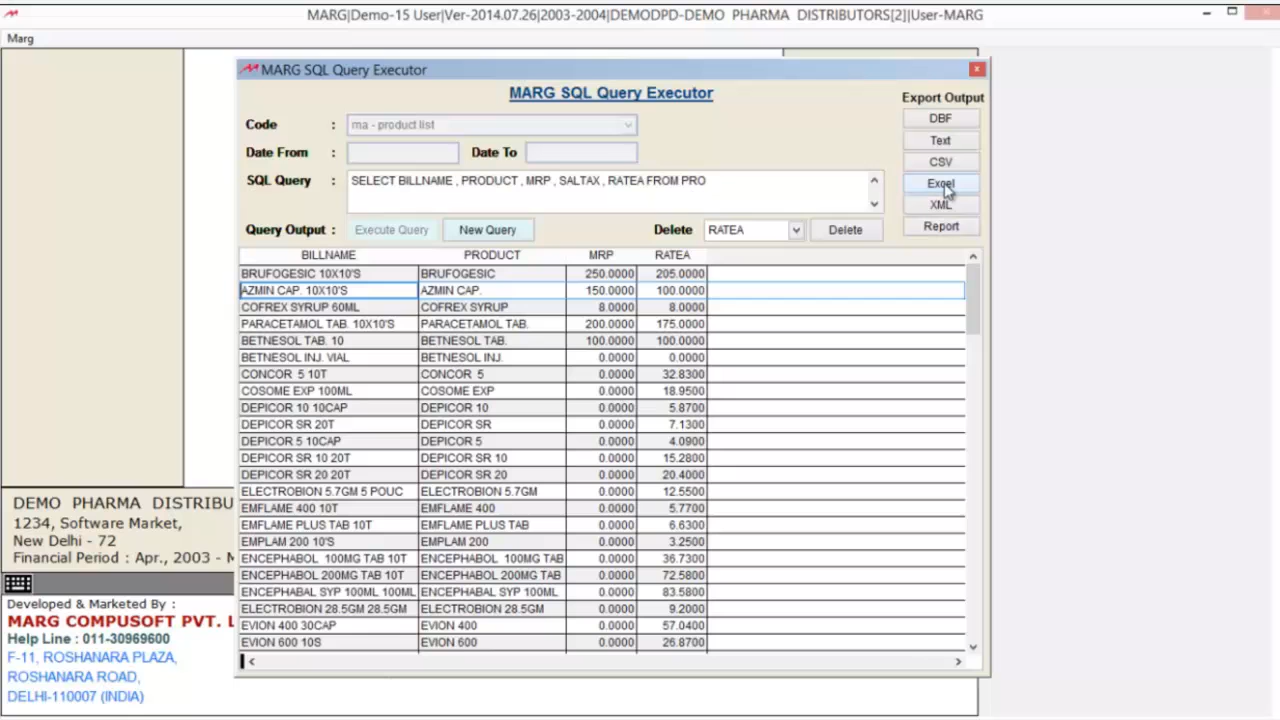 MARG|Demo-15 User|Ver-2014.07.26|2003-2004|DEMODPD-DEMO PHARMA DISTRIBUTORS[2]|User-MARG
Marg
MARG SQL Query Executor
MARG SQL Query Executor
Export Output
Code : ma - product list
DBF
Text
Date From : Date To
CSV
SQL Query : SELECT BILLNAME , PRODUCT , MRP , SALTAX , RATEA FROM PRO
Excel
XML
Query Output : Execute Query New Query Delete RATEA Delete
Report
BILLNAME PRODUCT MRP RATEA
BRUFOGESIC 10X10'S BRUFOGESIC 250.0000 205.0000
AZMIN CAP. 10X10'S AZMIN CAP. 150.0000 100.0000
COFREX SYRUP 60ML COFREX SYRUP 8.0000 8.0000
PARACETAMOL TAB. 10X10'S PARACETAMOL TAB. 200.0000 175.0000
BETNESOL TAB. 10 BETNESOL TAB. 100.0000 100.0000
BETNESOL INJ. VIAL BETNESOL INJ. 0.0000 0.0000
CONCOR 5 10T CONCOR 5 0.0000 32.8300
COSOME EXP 100ML COSOME EXP 0.0000 18.9500
DEPICOR 10 10CAP DEPICOR 10 0.0000 5.8700
DEPICOR SR 20T DEPICOR SR 0.0000 7.1300
DEPICOR 5 10CAP DEPICOR 5 0.0000 4.0900
DEPICOR SR 10 20T DEPICOR SR 10 0.0000 15.2800
DEPICOR SR 20 20T DEPICOR SR 20 0.0000 20.4000
ELECTROBION 5.7GM 5 POUC ELECTROBION 5.7GM 0.0000 12.5500
EMFLAME 400 10T EMFLAME 400 0.0000 5.7700
EMFLAME PLUS TAB 10T EMFLAME PLUS TAB 0.0000 6.6300
EMPLAM 200 10'S EMPLAM 200 0.0000 3.2500
ENCEPHABOL 100MG TAB 10T ENCEPHABOL 100MG TAB 0.0000 36.7300
ENCEPHABOL 200MG TAB 10T ENCEPHABOL 200MG TAB 0.0000 72.5800
ENCEPHABAL SYP 100ML 100ML ENCEPHABAL SYP 100ML 0.0000 83.5800
ELECTROBION 28.5GM 28.5GM ELECTROBION 28.5GM 0.0000 9.2000
EVION 400 30CAP EVION 400 0.0000 57.0400
EVION 600 10S EVION 600 0.0000 26.8700
DEMO PHARMA DISTRIBU
1234, Software Market,
New Delhi - 72
Financial Period : Apr., 2003 - M
Developed & Marketed By :
MARG COMPUSOFT PVT. L
Help Line : 011-30969600
F-11, ROSHANARA PLAZA,
ROSHANARA ROAD,
DELHI-110007 (INDIA)